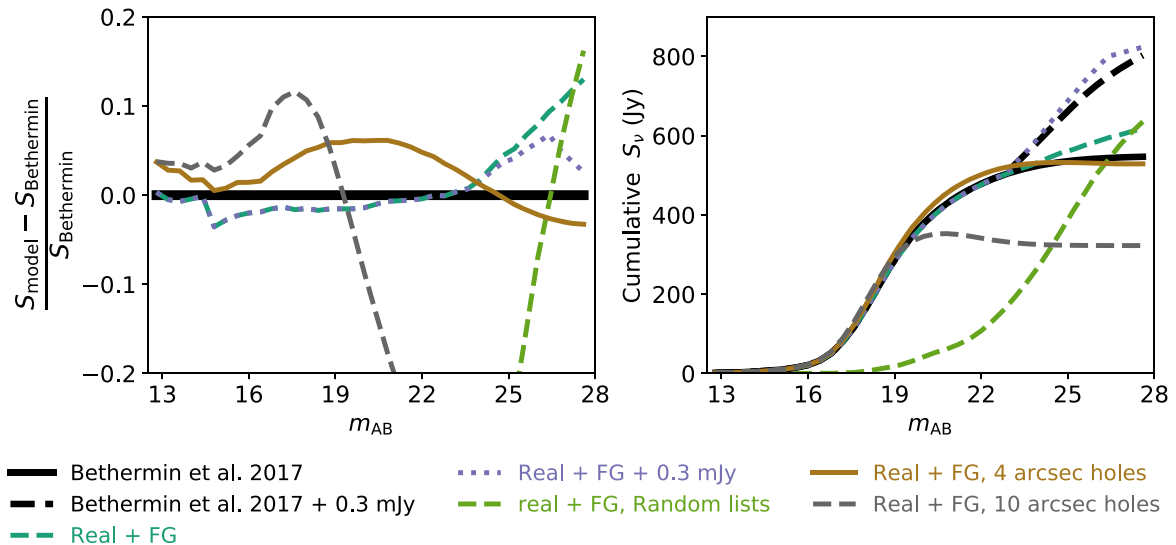 0.2
0.1
0.0
−0.1
−0.2
S_model − S_Bethermin
S_Bethermin
13 16 19 22 25 28
m_AB
800
600
400
200
0
Cumulative S_ν (Jy)
13 16 19 22 25 28
m_AB
Bethermin et al. 2017
Bethermin et al. 2017 + 0.3 mJy
Real + FG
Real + FG + 0.3 mJy
real + FG, Random lists
Real + FG, 4 arcsec holes
Real + FG, 10 arcsec holes